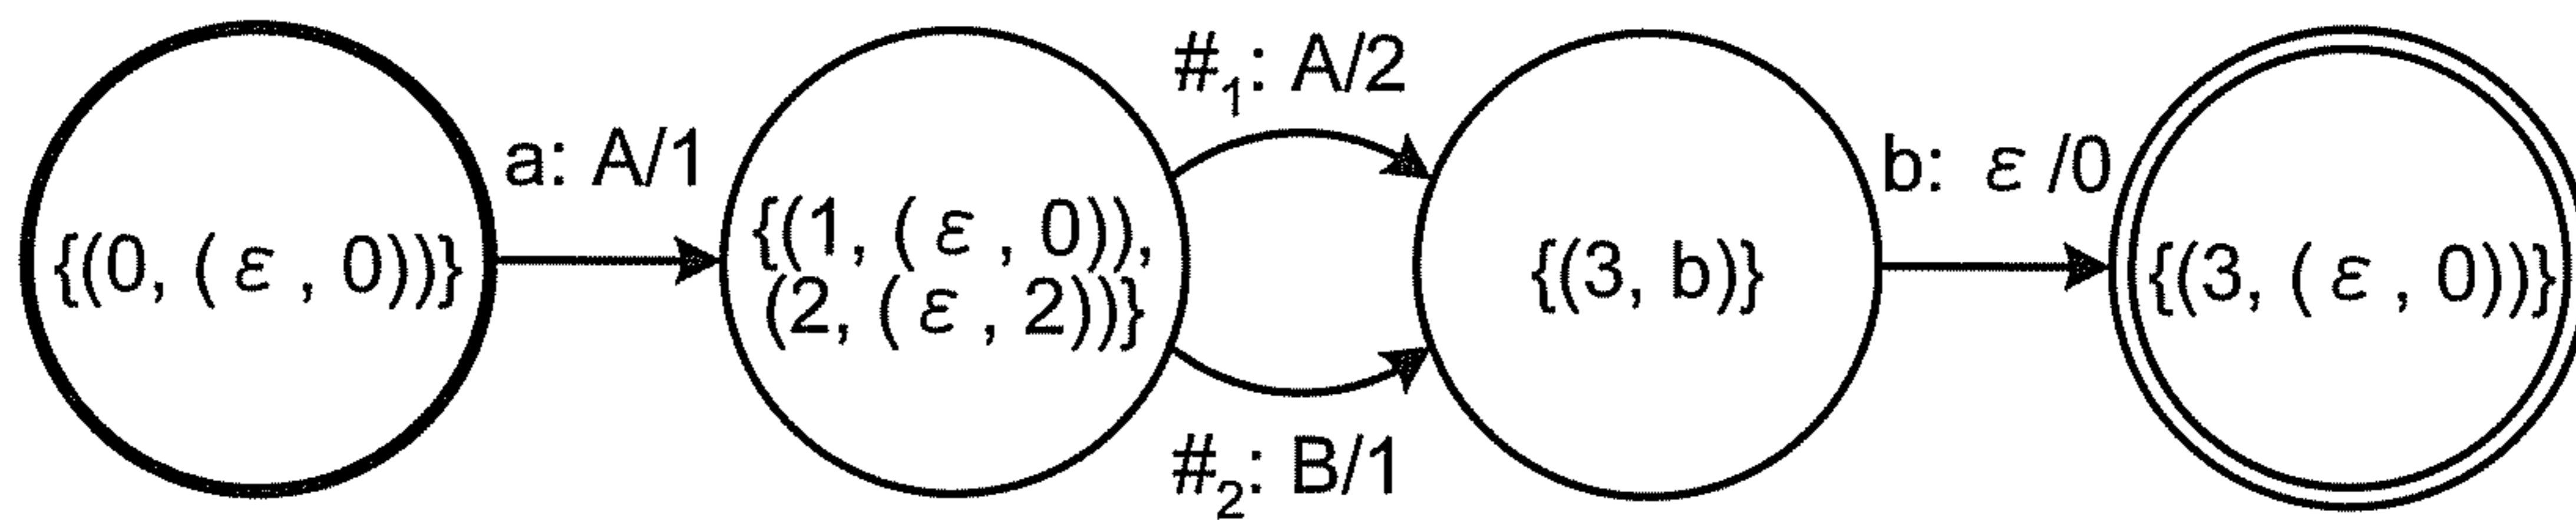 {(0, ( ε , 0))}
a: A/1
{(1, ( ε , 0)),
(2, ( ε , 2))}
#₁: A/2
#₂: B/1
{(3, b)}
b: ε /0
{(3, ( ε , 0))}